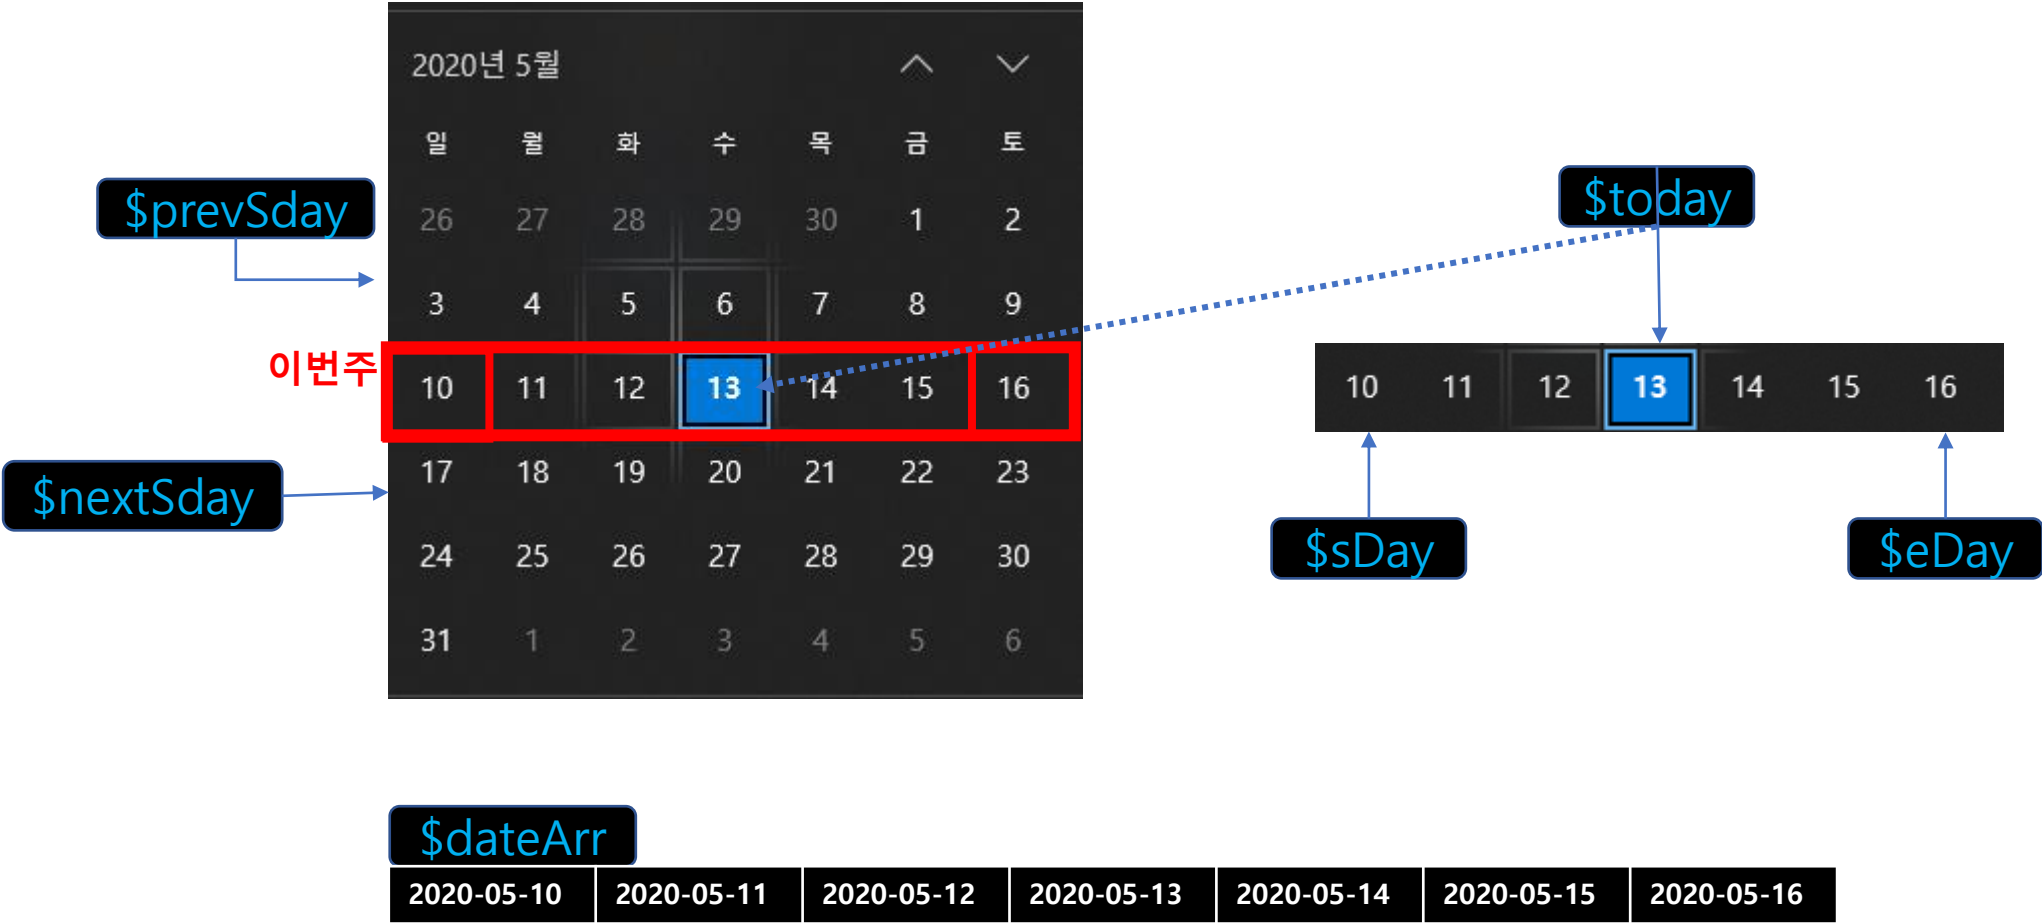 2020년 5월
일 월 화 수 목 금 토
$prevSday
$today
26 27 28 29 30 1 2
3 4 5 6 7 8 9
이번주
10 11 12 13 14 15 16
10 11 12 13 14 15 16
17 18 19 20 21 22 23
$nextSday
24 25 26 27 28 29 30
$sDay
$eDay
31 1 2 3 4 5 6
$dateArr
2020-05-10 2020-05-11 2020-05-12 2020-05-13 2020-05-14 2020-05-15 2020-05-16